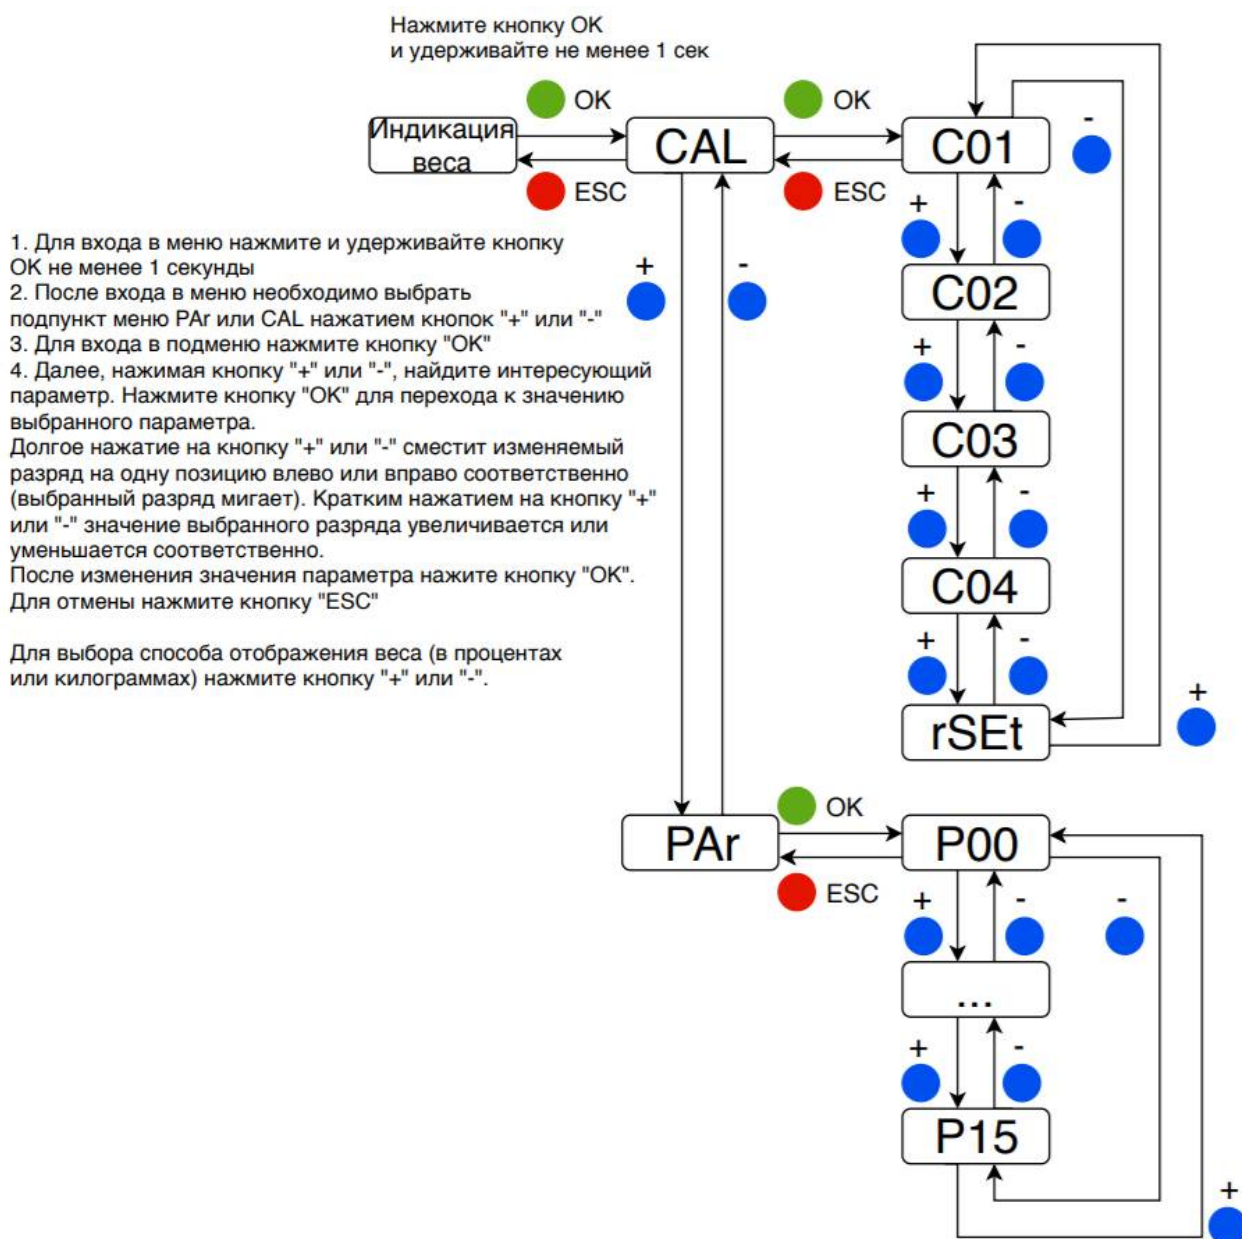 Нажмите кнопку ОК
и удерживайте не менее 1 сек
OK
OK
Индикация
веса
CAL
C01
-
ESC
ESC
+
-
1. Для входа в меню нажмите и удерживайте кнопку
ОК не менее 1 секунды
2. После входа в меню необходимо выбрать
подпункт меню PAr или CAL нажатием кнопок "+" или "-"
3. Для входа в подменю нажмите кнопку "ОК"
4. Далее, нажимая кнопку "+" или "-", найдите интересующий
параметр. Нажмите кнопку "ОК" для перехода к значению
выбранного параметра.
Долгое нажатие на кнопку "+" или "-" сместит изменяемый
разряд на одну позицию влево или вправо соответственно
(выбранный разряд мигает). Кратким нажатием на кнопку "+"
или "-" значение выбранного разряда увеличивается или
уменьшается соответственно.
После изменения значения параметра нажите кнопку "ОК".
Для отмены нажмите кнопку "ESC"
Для выбора способа отображения веса (в процентах
или килограммах) нажмите кнопку "+" или "-".
+
-
C02
+
-
C03
+
-
C04
+
-
rSEt
+
OK
PAr
P00
ESC
+
-
-
...
+
-
P15
+